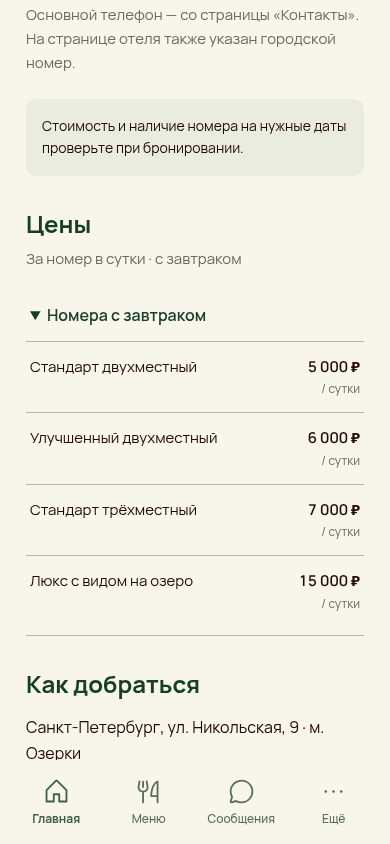 Основной телефон — со страницы «Контакты».
На странице отеля также указан городской
номер.
Стоимость и наличие номера на нужные даты
проверьте при бронировании.
Цены
За номер в сутки · с завтраком
▼ Номера с завтраком
Стандарт двухместный 5 000 ₽
/ сутки
Улучшенный двухместный 6 000 ₽
/ сутки
Стандарт трёхместный 7 000 ₽
/ сутки
Люкс с видом на озеро 15 000 ₽
/ сутки
Как добраться
Санкт-Петербург, ул. Никольская, 9 · м.
Озерки
Главная Меню Сообщения Ещё